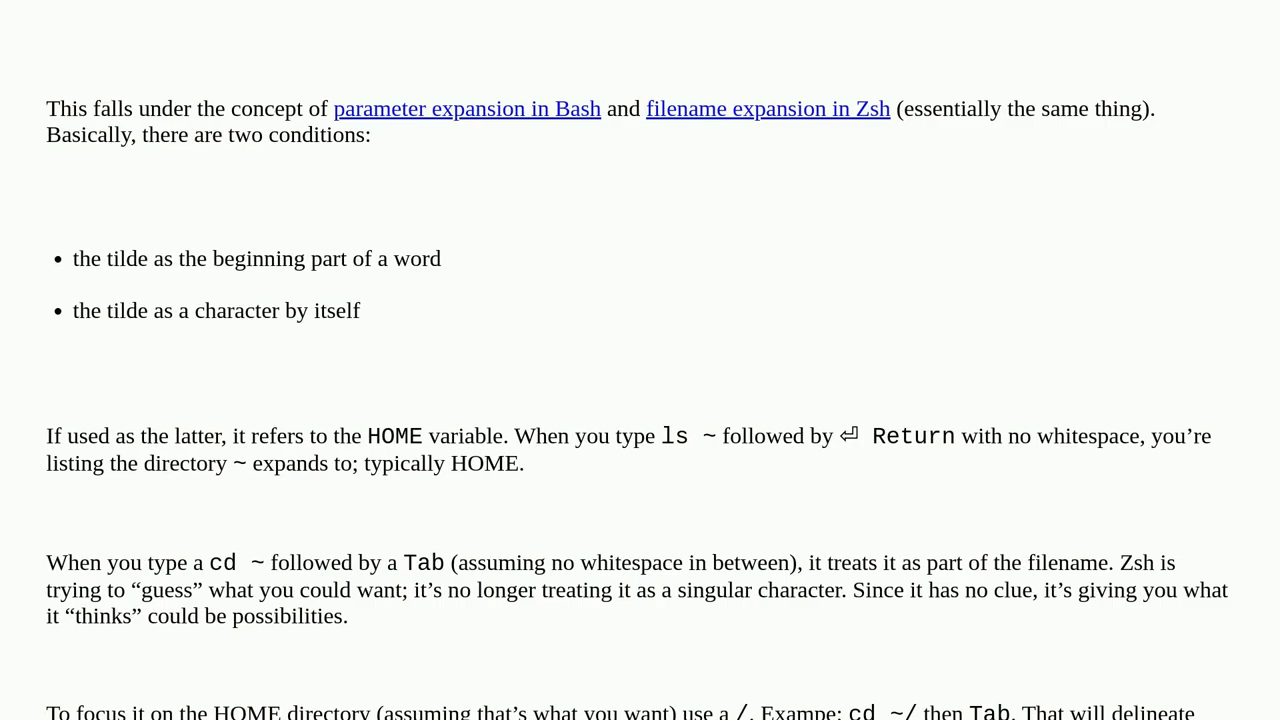 This falls under the concept of parameter expansion in Bash and filename expansion in Zsh (essentially the same thing).
Basically, there are two conditions:
• the tilde as the beginning part of a word
• the tilde as a character by itself
If used as the latter, it refers to the HOME variable. When you type ls ~ followed by ⏎ Return with no whitespace, you’re
listing the directory ~ expands to; typically HOME.
When you type a cd ~ followed by a Tab (assuming no whitespace in between), it treats it as part of the filename. Zsh is
trying to “guess” what you could want; it’s no longer treating it as a singular character. Since it has no clue, it’s giving you what
it “thinks” could be possibilities.
To focus it on the HOME directory (assuming that’s what you want) use a /. Exampe: cd ~/ then Tab. That will delineate